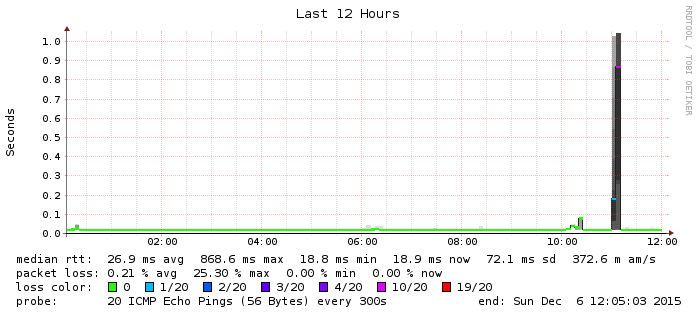 Last 12 Hours
RRDTOOL / TOBI OETIKER
Seconds
1.0
0.9
0.8
0.7
0.6
0.5
0.4
0.3
0.2
0.1
0.0
02:00 04:00 06:00 08:00 10:00 12:00
median rtt: 26.9 ms avg 868.6 ms max 18.8 ms min 18.9 ms now 72.1 ms sd 372.6 m am/s
packet loss: 0.21 % avg 25.30 % max 0.00 % min 0.00 % now
loss color: 0 1/20 2/20 3/20 4/20 10/20 19/20
probe: 20 ICMP Echo Pings (56 Bytes) every 300s end: Sun Dec 6 12:05:03 2015